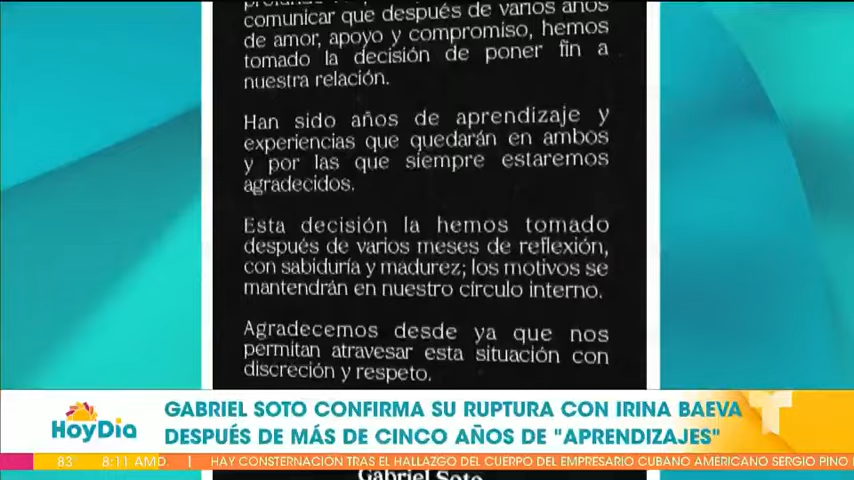 comunicar que después de varios años
de amor, apoyo y compromiso, hemos
tomado la decisión de poner fin a
nuestra relación.
Han sido años de aprendizaje y
experiencias que quedarán en ambos
y por las que siempre estaremos
agradecidos.
Esta decisión la hemos tomado
después de varios meses de reflexión,
con sabiduría y madurez; los motivos se
mantendrán en nuestro círculo interno.
Agradecemos desde ya que nos
permitan atravesar esta situación con
discreción y respeto.
HoyDía
GABRIEL SOTO CONFIRMA SU RUPTURA CON IRINA BAEVA
DESPUÉS DE MÁS DE CINCO AÑOS DE "APRENDIZAJES"
T
83 8:11 AM HAY CONSTERNACIÓN TRAS EL HALLAZGO DEL CUERPO DEL EMPRESARIO CUBANO AMERICANO SERGIO PINO
Gabriel Soto